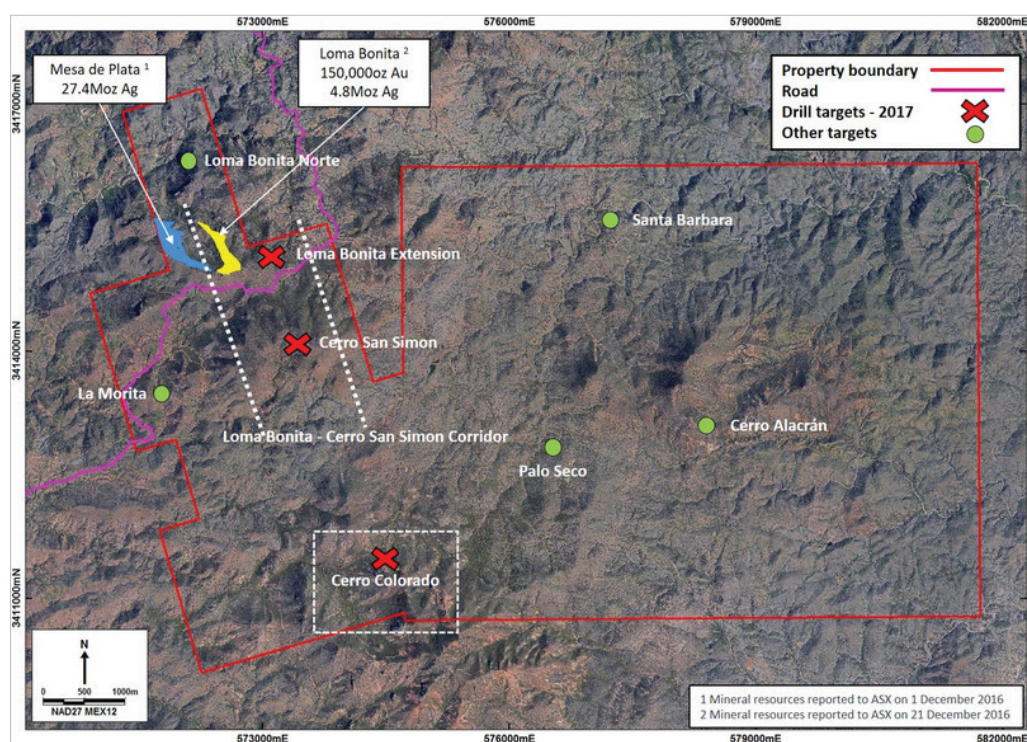 573000mE
576000mE
579000mE
582000mE
3417000mN
3414000mN
3411000mN
Mesa de Plata ¹
27.4Moz Ag
Loma Bonita ²
150,000oz Au
4.8Moz Ag
Property boundary
Road
Drill targets - 2017
Other targets
Loma Bonita Norte
Santa Barbara
Loma Bonita Extension
Cerro San Simon
La Morita
Loma Bonita - Cerro San Simon Corridor
Cerro Alacrán
Palo Seco
Cerro Colorado
N
0 500 1000m
NAD27 MEX12
1 Mineral resources reported to ASX on 1 December 2016
2 Mineral resources reported to ASX on 21 December 2016
573000mE
576000mE
579000mE
582000mE